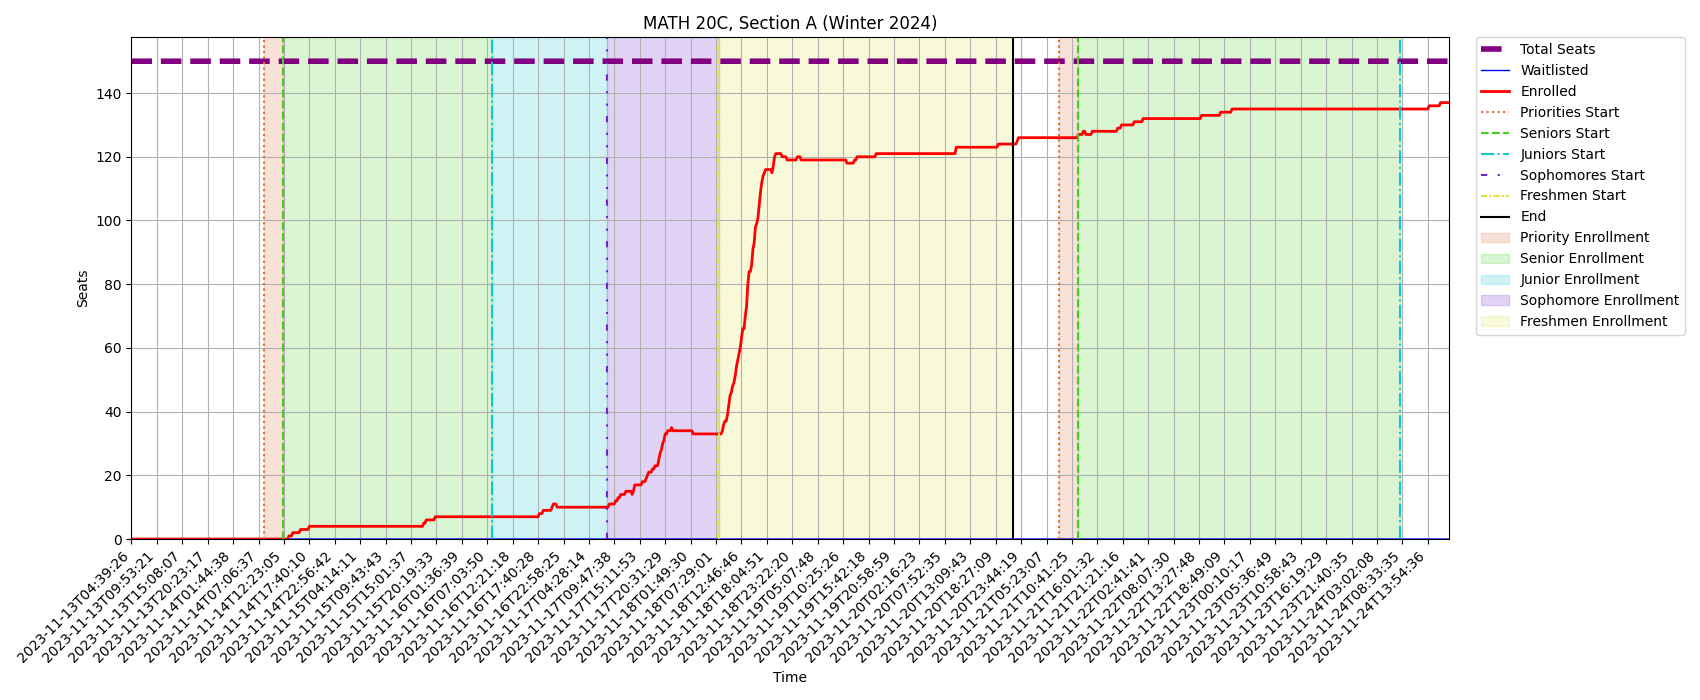 MATH 20C, Section A (Winter 2024)
Seats
140
120
100
80
60
40
20
0
2023-11-13T04:39:26
2023-11-13T09:53:21
2023-11-13T15:08:07
2023-11-13T20:23:17
2023-11-14T01:44:38
2023-11-14T07:06:37
2023-11-14T12:23:05
2023-11-14T17:40:10
2023-11-14T22:56:42
2023-11-15T04:14:11
2023-11-15T09:43:43
2023-11-15T15:01:37
2023-11-15T20:19:33
2023-11-16T01:36:39
2023-11-16T07:03:50
2023-11-16T12:21:18
2023-11-16T17:40:28
2023-11-16T22:58:25
2023-11-17T04:28:14
2023-11-17T09:47:38
2023-11-17T15:11:53
2023-11-17T20:31:29
2023-11-18T01:49:30
2023-11-18T07:29:01
2023-11-18T12:46:46
2023-11-18T18:04:51
2023-11-18T23:22:20
2023-11-19T05:07:48
2023-11-19T10:25:26
2023-11-19T15:42:18
2023-11-19T20:58:59
2023-11-20T02:16:23
2023-11-20T07:52:35
2023-11-20T13:09:43
2023-11-20T18:27:09
2023-11-20T23:44:19
2023-11-21T05:23:07
2023-11-21T10:41:25
2023-11-21T16:01:32
2023-11-21T21:21:16
2023-11-22T02:41:41
2023-11-22T08:07:30
2023-11-22T13:27:48
2023-11-22T18:49:09
2023-11-23T00:10:17
2023-11-23T05:36:49
2023-11-23T10:58:43
2023-11-23T16:19:29
2023-11-23T21:40:35
2023-11-24T03:02:08
2023-11-24T08:33:35
2023-11-24T13:54:36
Time
Total Seats
Waitlisted
Enrolled
Priorities Start
Seniors Start
Juniors Start
Sophomores Start
Freshmen Start
End
Priority Enrollment
Senior Enrollment
Junior Enrollment
Sophomore Enrollment
Freshmen Enrollment